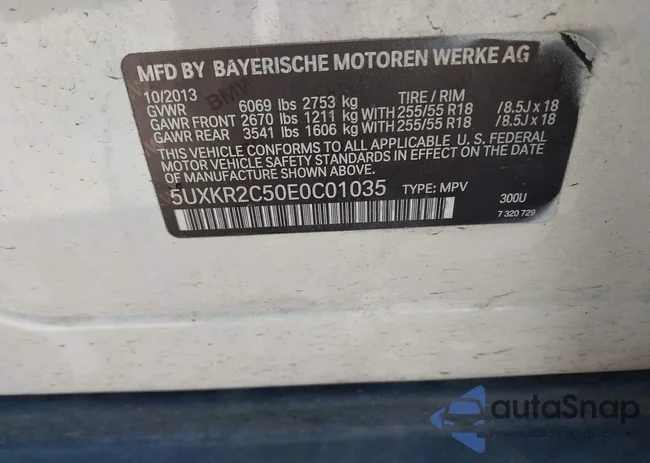 MFD BY BAYERISCHE MOTOREN WERKE AG
10/2013 TIRE / RIM
GVWR 6069 lbs 2753 kg
GAWR FRONT 2670 lbs 1211 kg WITH 255/55 R18 /8.5J x 18
GAWR REAR 3541 lbs 1606 kg WITH 255/55 R18 /8.5J x 18
THIS VEHICLE CONFORMS TO ALL APPLICABLE U. S. FEDERAL
MOTOR VEHICLE SAFETY STANDARDS IN EFFECT ON THE DATE OF
MANUFACTURE SHOWN ABOVE.
5UXKR2C50E0C01035 TYPE: MPV 300U
7 320 729
BMW
autoSnap